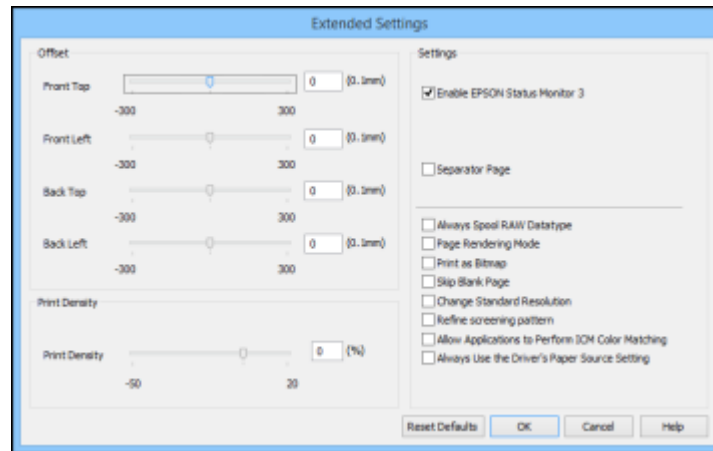 Extended Settings
Offset
Front Top 0 (0.1mm)
-300 300
Front Left 0 (0.1mm)
-300 300
Back Top 0 (0.1mm)
-300 300
Back Left 0 (0.1mm)
-300 300
Print Density
Print Density 0 (%)
-50 20
Settings
Enable EPSON Status Monitor 3
Separator Page
Always Spool RAW Datatype
Page Rendering Mode
Print as Bitmap
Skip Blank Page
Change Standard Resolution
Refine screening pattern
Allow Applications to Perform ICM Color Matching
Always Use the Driver's Paper Source Setting
Reset Defaults OK Cancel Help